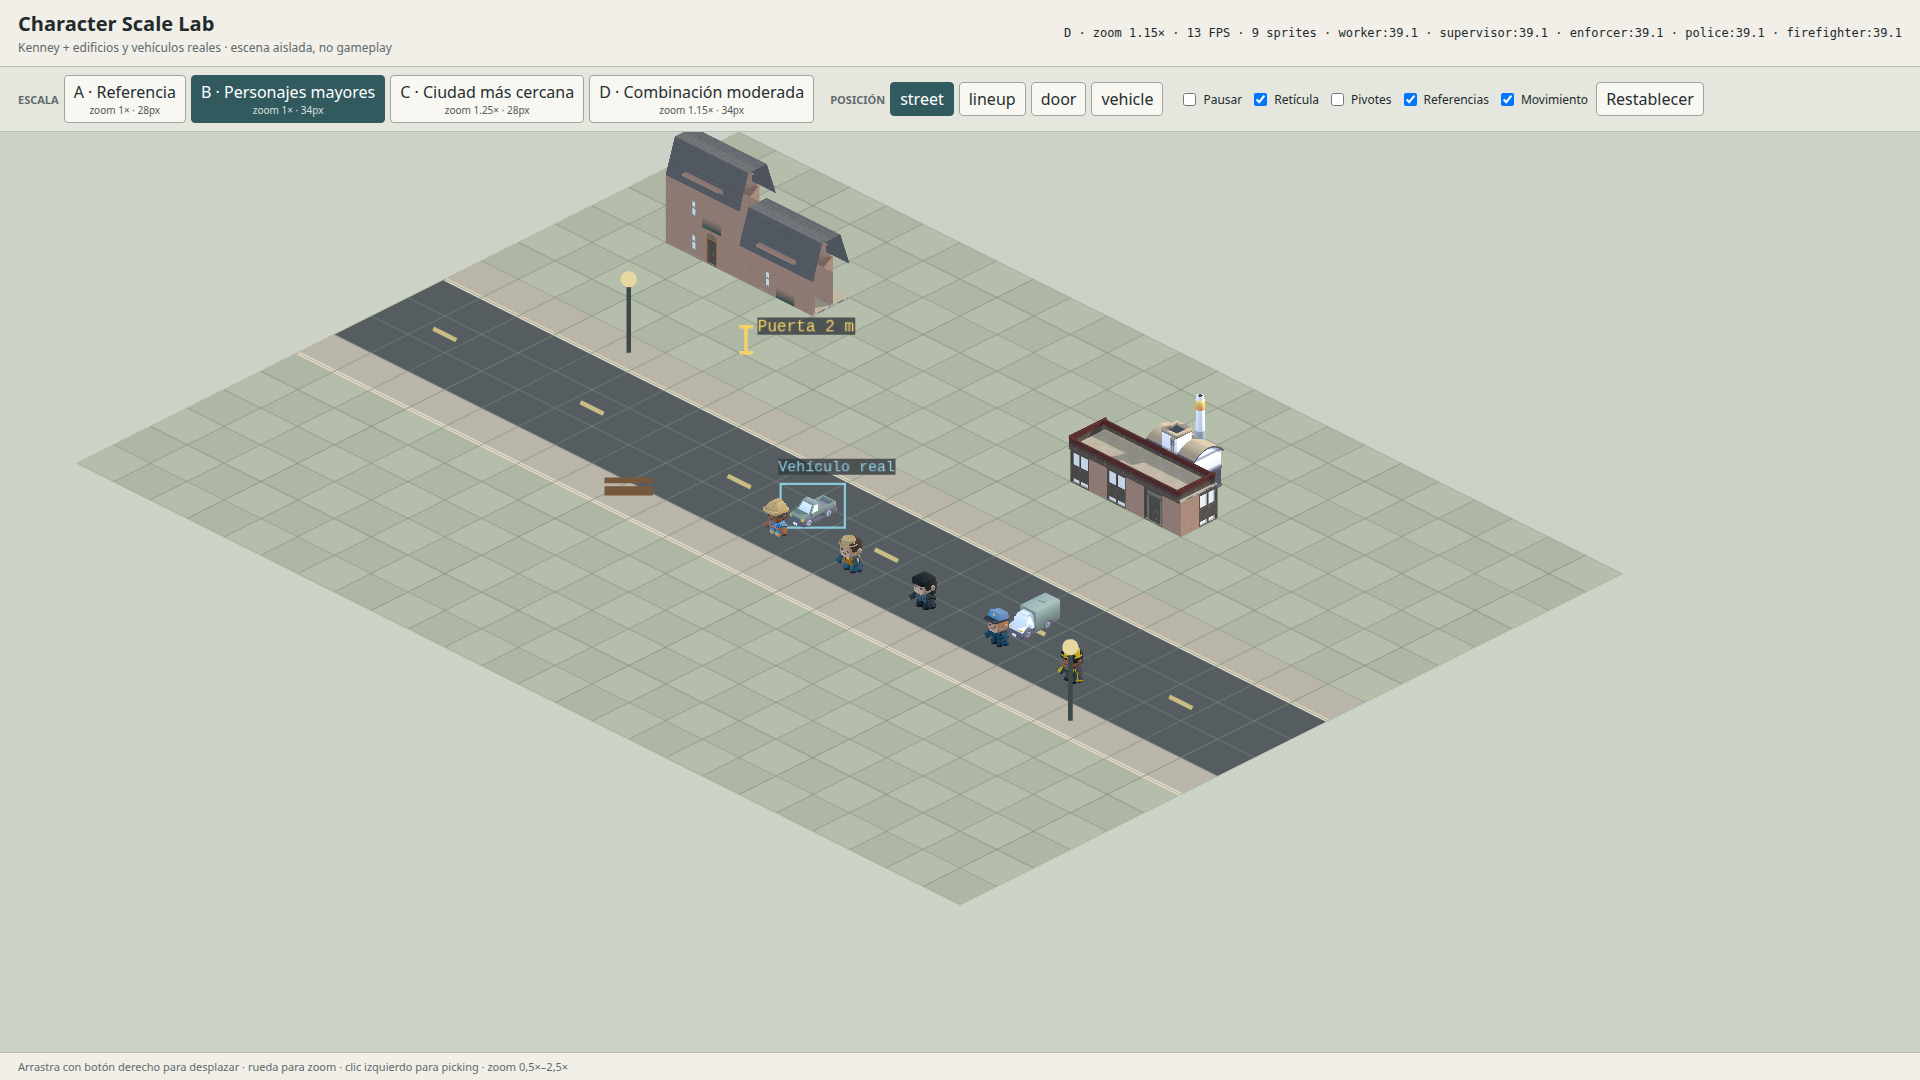 Character Scale Lab
Kenney + edificios y vehículos reales · escena aislada, no gameplay
D · zoom 1.15× · 13 FPS · 9 sprites · worker:39.1 · supervisor:39.1 · enforcer:39.1 · police:39.1 · firefighter:39.1
ESCALA
A · Referencia
zoom 1× · 28px
B · Personajes mayores
zoom 1× · 34px
C · Ciudad más cercana
zoom 1.25× · 28px
D · Combinación moderada
zoom 1.15× · 34px
POSICIÓN
street
lineup
door
vehicle
Pausar
Retícula
Pivotes
Referencias
Movimiento
Restablecer
Puerta 2 m
Vehículo real
Arrastra con botón derecho para desplazar · rueda para zoom · clic izquierdo para picking · zoom 0,5×–2,5×